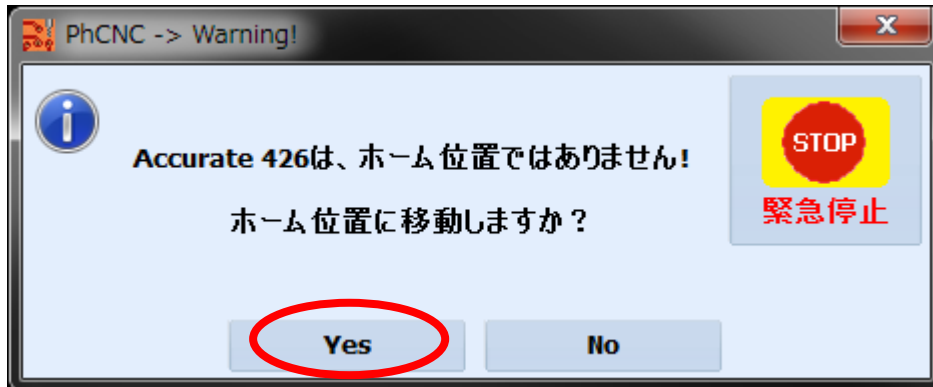 PhCNC -> Warning!
Accurate 426は、ホーム位置ではありません!
ホーム位置に移動しますか？
STOP
緊急停止
Yes
No